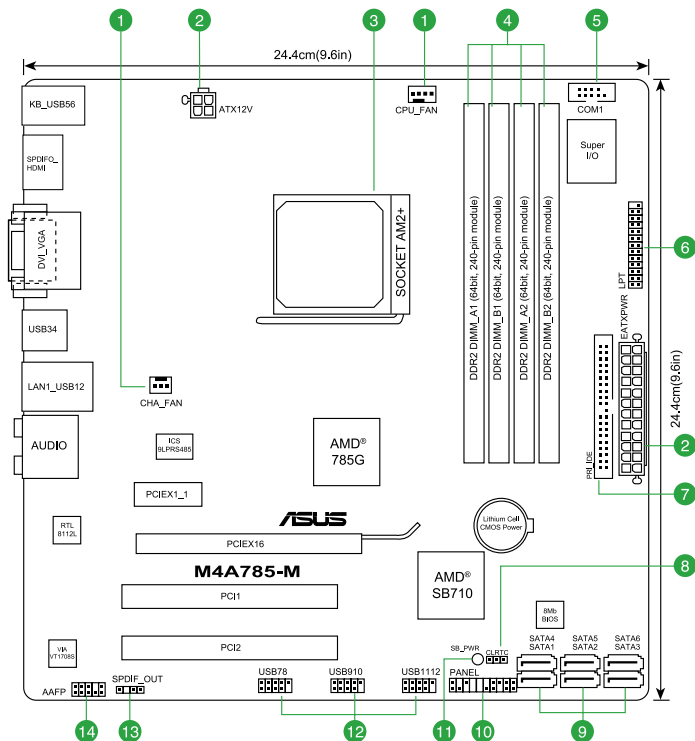 1
2
3
1
4
5
24.4cm(9.6in)
KB_USB56
ATX12V
CPU_FAN
COM1
Super
I/O
SPDIFO_
HDMI
DVI_VGA
SOCKET AM2+
DDR2 DIMM_A1 (64bit, 240-pin module)
DDR2 DIMM_B1 (64bit, 240-pin module)
DDR2 DIMM_A2 (64bit, 240-pin module)
DDR2 DIMM_B2 (64bit, 240-pin module)
LPT
6
USB34
EATXPWR
24.4cm(9.6in)
1
LAN1_USB12
CHA_FAN
AUDIO
ICS
9LPRS485
AMD®
785G
PRI_IDE
2
7
PCIEX1_1
RTL
8112L
ASUS
PCIEX16
Lithium Cell
CMOS Power
M4A785-M
AMD®
SB710
8
PCI1
8Mb
BIOS
VIA
VT1708S
PCI2
SB_PWR
CLRTC
SATA4
SATA1
SATA5
SATA2
SATA6
SATA3
AAFP
SPDIF_OUT
USB78
USB910
USB1112
PANEL
14
13
12
11
10
9